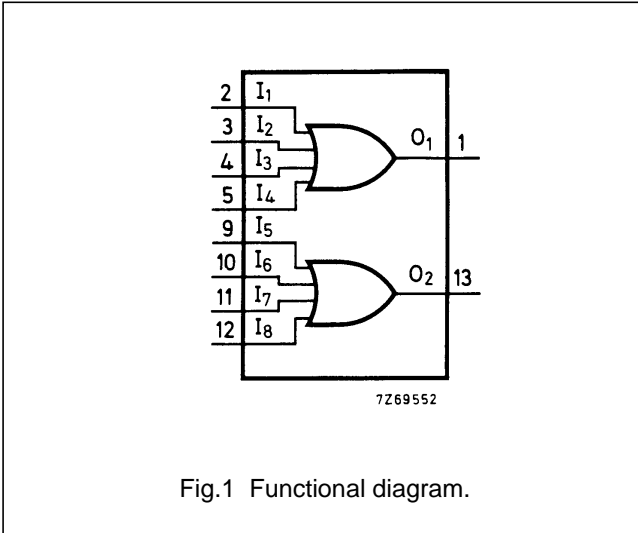 2 I1
3 I2
4 I3
5 I4
O1 1
9 I5
10 I6
11 I7
12 I8
O2 13
7Z69552
Fig.1 Functional diagram.